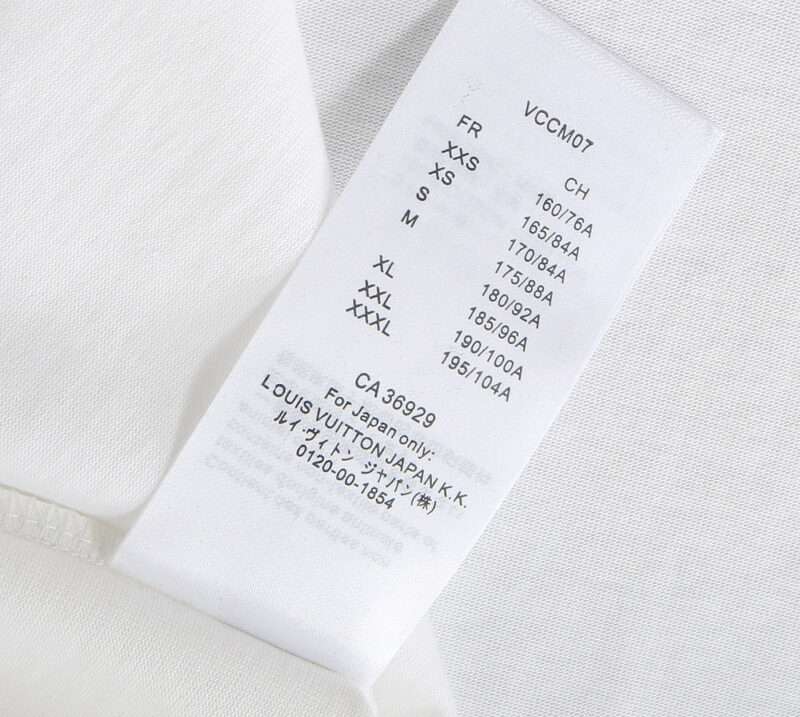 VCCM07
FR CH
XXS 160/76A
XS 165/84A
S 170/84A
M 175/88A
180/92A
XL 185/96A
XXL 190/100A
XXXL 195/104A
CA 36929
For Japan only:
LOUIS VUITTON JAPAN K.K.
ルイ·ヴィトン ジャパン(株)
0120-00-1854